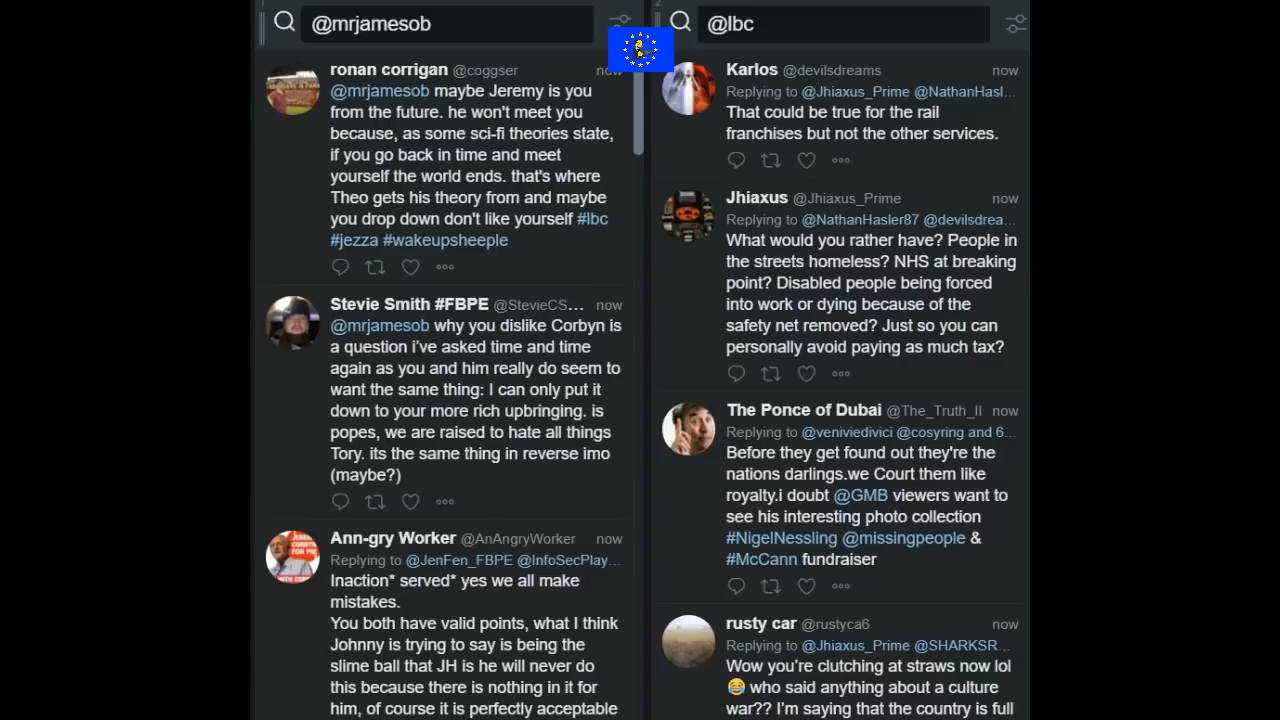 @mrjamesob
ronan corrigan @coggser now
@mrjamesob maybe Jeremy is you
from the future. he won't meet you
because, as some sci-fi theories state,
if you go back in time and meet
yourself the world ends. that's where
Theo gets his theory from and maybe
you drop down don't like yourself #lbc
#jezza #wakeupsheeple
Stevie Smith #FBPE @StevieCS... now
@mrjamesob why you dislike Corbyn is
a question i've asked time and time
again as you and him really do seem to
want the same thing: I can only put it
down to your more rich upbringing. is
popes, we are raised to hate all things
Tory. its the same thing in reverse imo
(maybe?)
Ann-gry Worker @AnAngryWorker now
Replying to @JenFen_FBPE @InfoSecPlay...
Inaction* served* yes we all make
mistakes.
You both have valid points, what I think
Johnny is trying to say is being the
slime ball that JH is he will never do
this because there is nothing in it for
him, of course it is perfectly acceptable
2
@lbc
Karlos @devilsdreams now
Replying to @Jhiaxus_Prime @NathanHasl...
That could be true for the rail
franchises but not the other services.
Jhiaxus @Jhiaxus_Prime now
Replying to @NathanHasler87 @devilsdrea...
What would you rather have? People in
the streets homeless? NHS at breaking
point? Disabled people being forced
into work or dying because of the
safety net removed? Just so you can
personally avoid paying as much tax?
The Ponce of Dubai @The_Truth_II now
Replying to @veniviedivici @cosyring and 6...
Before they get found out they're the
nations darlings.we Court them like
royalty.i doubt @GMB viewers want to
see his interesting photo collection
#NigelNessling @missingpeople &
#McCann fundraiser
rusty car @rustyca6 now
Replying to @Jhiaxus_Prime @SHARKSR...
Wow you're clutching at straws now lol
😂 who said anything about a culture
war?? I'm saying that the country is full